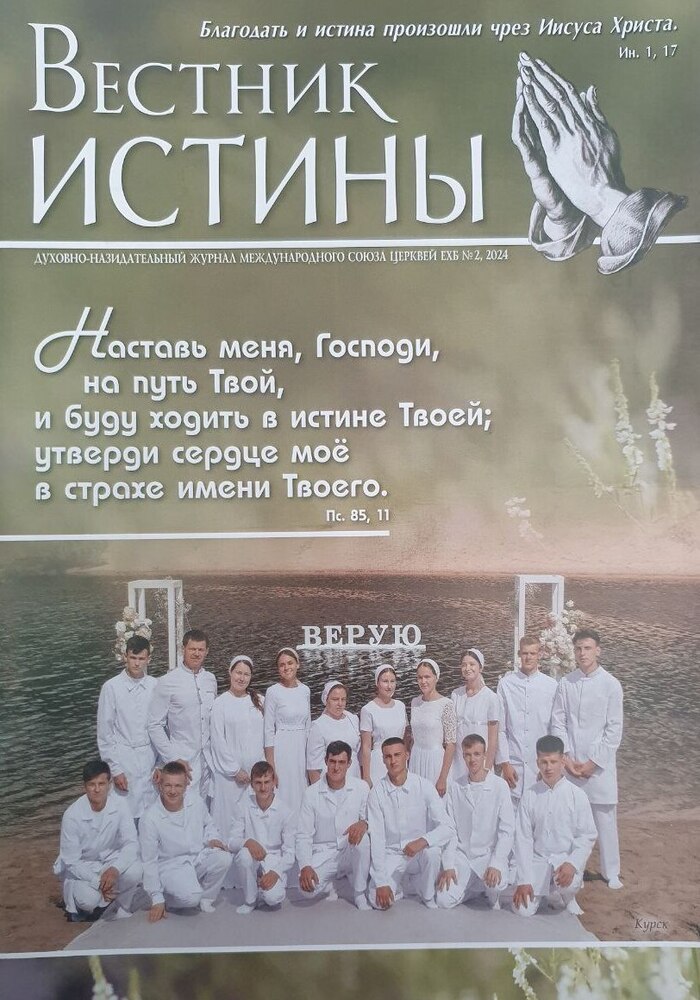 Благодать и истина произошли чрез Иисуса Христа.
Ин. 1, 17
Вестник
ИСТИНЫ
ДУХОВНО-НАЗИДАТЕЛЬНЫЙ ЖУРНАЛ МЕЖДУНАРОДНОГО СОЮЗА ЦЕРКВЕЙ ЕХБ №2, 2024
Наставь меня, Господи,
на путь Твой,
и буду ходить в истине Твоей;
утверди сердце моё
в страхе имени Твоего.
Пс. 85, 11
ВЕРУЮ
Курск